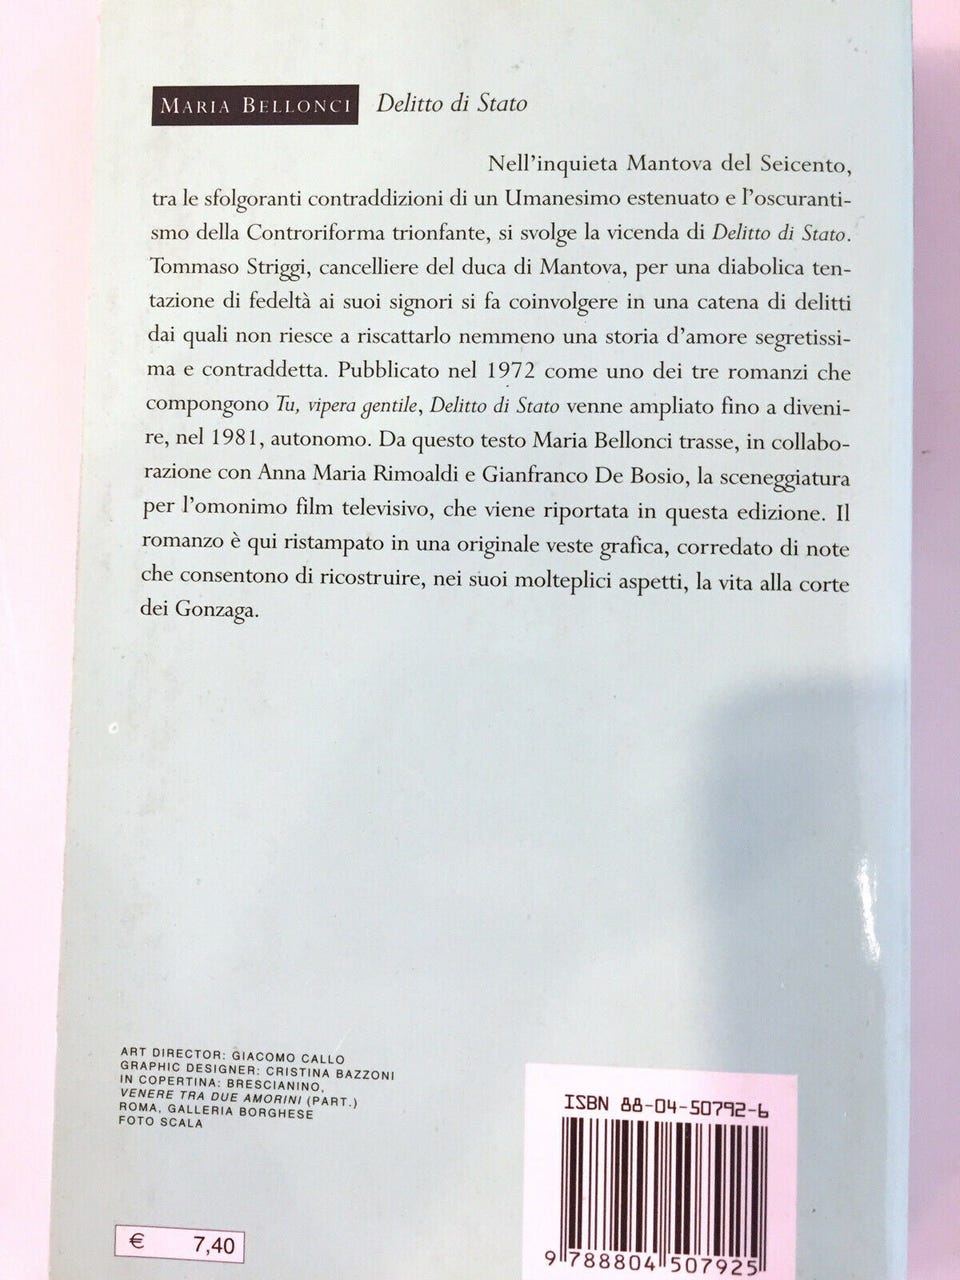 MARIA BELLONCI Delitto di Stato
Nell'inquieta Mantova del Seicento,
tra le sfolgoranti contraddizioni di un Umanesimo estenuato e l'oscuranti-
smo della Controriforma trionfante, si svolge la vicenda di Delitto di Stato.
Tommaso Striggi, cancelliere del duca di Mantova, per una diabolica ten-
tazione di fedeltà ai suoi signori si fa coinvolgere in una catena di delitti
dai quali non riesce a riscattarlo nemmeno una storia d'amore segretissi-
ma e contraddetta. Pubblicato nel 1972 come uno dei tre romanzi che
compongono Tu, vipera gentile, Delitto di Stato venne ampliato fino a diveni-
re, nel 1981, autonomo. Da questo testo Maria Bellonci trasse, in collabo-
razione con Anna Maria Rimoaldi e Gianfranco De Bosio, la sceneggiatura
per l'omonimo film televisivo, che viene riportata in questa edizione. Il
romanzo è qui ristampato in una originale veste grafica, corredato di note
che consentono di ricostruire, nei suoi molteplici aspetti, la vita alla corte
dei Gonzaga.
ART DIRECTOR: GIACOMO CALLO
GRAPHIC DESIGNER: CRISTINA BAZZONI
IN COPERTINA: BRESCIANINO,
VENERE TRA DUE AMORINI (PART.)
ROMA, GALLERIA BORGHESE
FOTO SCALA
€ 7,40
ISBN 88-04-50792-6
9 788804 507925